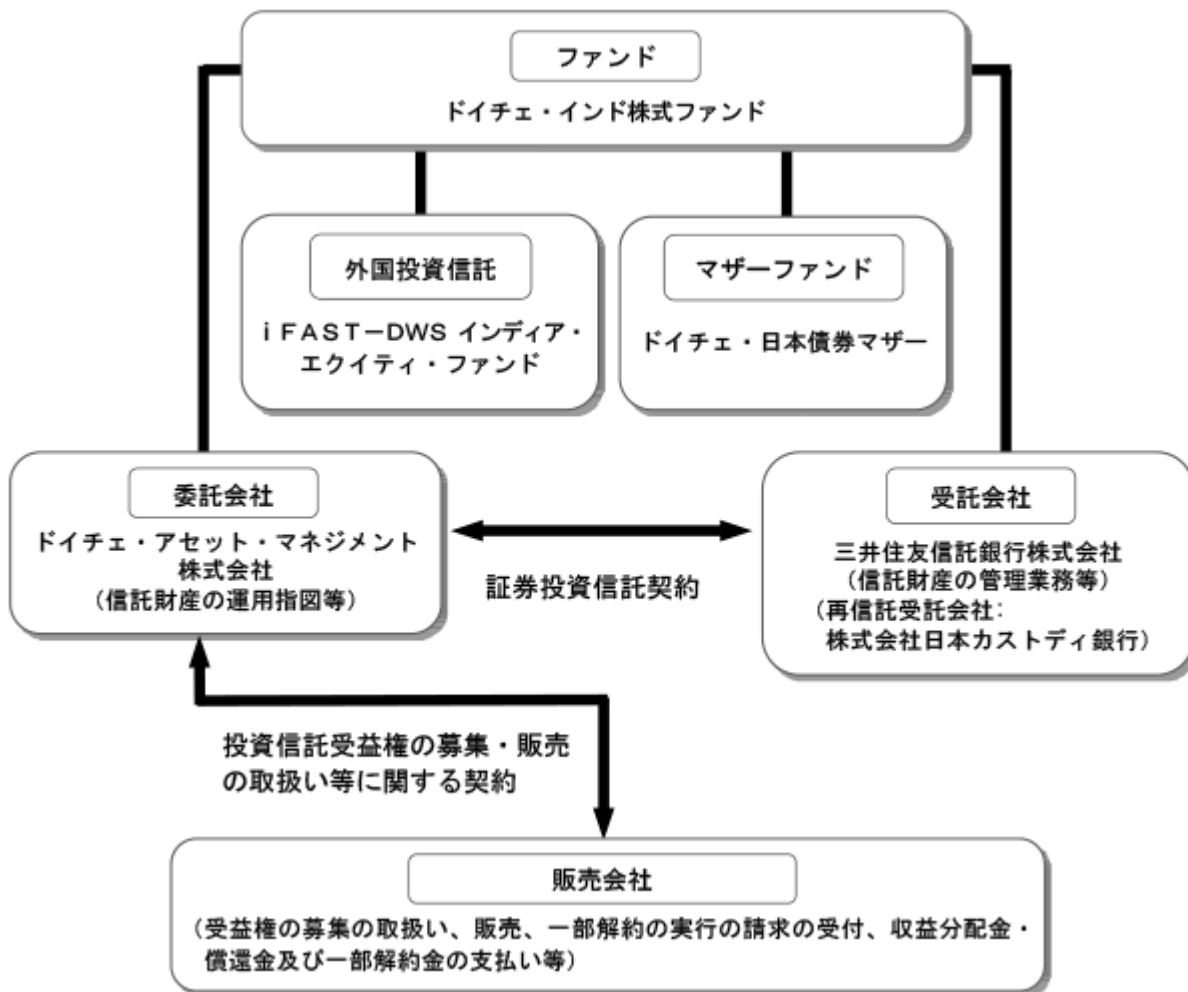 ファンド
ドイチェ・インド株式ファンド
外国投資信託
ｉＦＡＳＴ－DWS インディア・
エクイティ・ファンド
マザーファンド
ドイチェ・日本債券マザー
委託会社
ドイチェ・アセット・マネジメント
株式会社
（信託財産の運用指図等）
証券投資信託契約
受託会社
三井住友信託銀行株式会社
（信託財産の管理業務等）
（再信託受託会社：
株式会社日本カストディ銀行）
投資信託受益権の募集・販売
の取扱い等に関する契約
販売会社
（受益権の募集の取扱い、販売、一部解約の実行の請求の受付、収益分配金・
償還金及び一部解約金の支払い等）